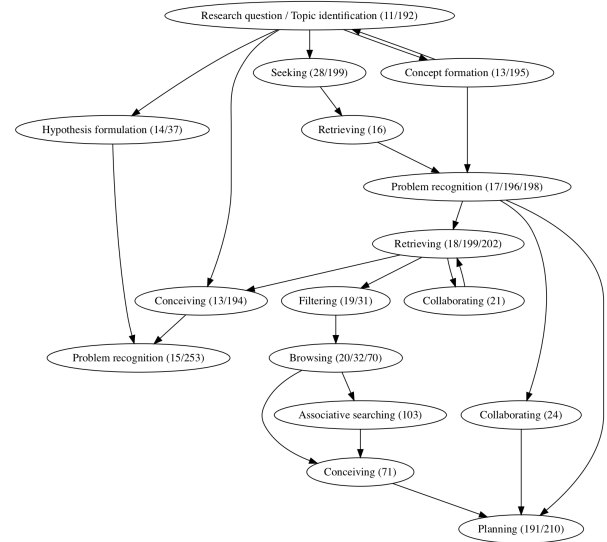 Research question / Topic identification (11/192)
Seeking (28/199)
Concept formation (13/195)
Hypothesis formulation (14/37)
Retrieving (16)
Problem recognition (17/196/198)
Retrieving (18/199/202)
Conceiving (13/194)
Filtering (19/31)
Collaborating (21)
Problem recognition (15/253)
Browsing (20/32/70)
Associative searching (103)
Collaborating (24)
Conceiving (71)
Planning (191/210)